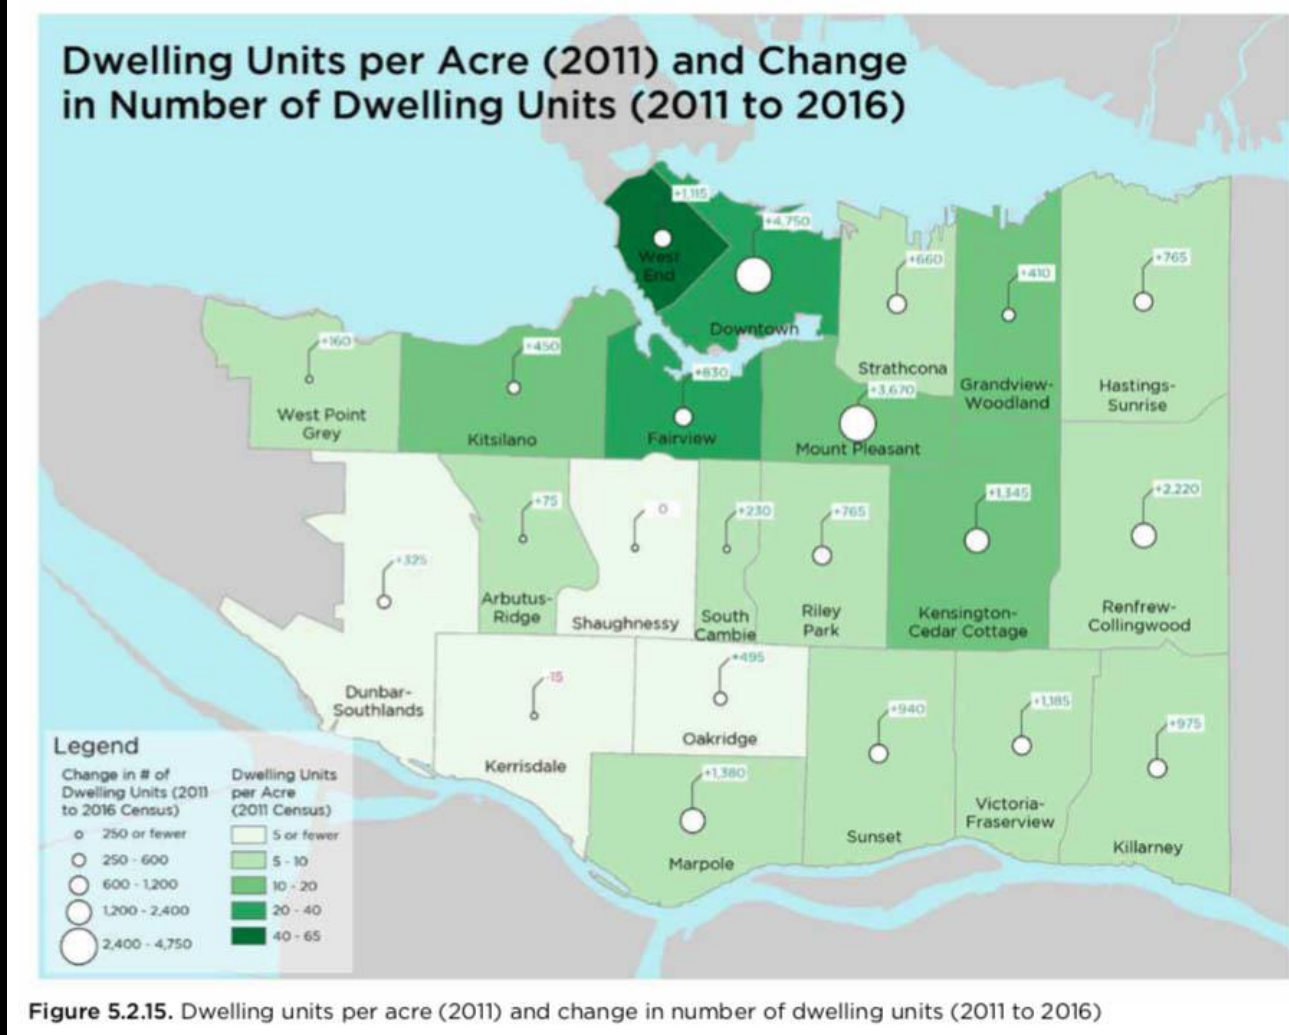 Dwelling Units per Acre (2011) and Change
in Number of Dwelling Units (2011 to 2016)
+1,115
West
End
+4,750
Downtown
+660
Strathcona
+410
Grandview-
Woodland
+765
Hastings-
Sunrise
+160
West Point
Grey
+450
Kitsilano
+830
Fairview
+3,670
Mount Pleasant
+325
Dunbar-
Southlands
+75
Arbutus-
Ridge
0
Shaughnessy
+230
South
Cambie
+765
Riley
Park
+1,345
Kensington-
Cedar Cottage
+2,220
Renfrew-
Collingwood
-15
Kerrisdale
+495
Oakridge
+1,380
Marpole
+940
Sunset
+1,185
Victoria-
Fraserview
+975
Killarney
Legend
Change in # of
Dwelling Units (2011
to 2016 Census)
250 or fewer
250 - 600
600 - 1,200
1,200 - 2,400
2,400 - 4,750
Dwelling Units
per Acre
(2011 Census)
5 or fewer
5 - 10
10 - 20
20 - 40
40 - 65
Figure 5.2.15. Dwelling units per acre (2011) and change in number of dwelling units (2011 to 2016)